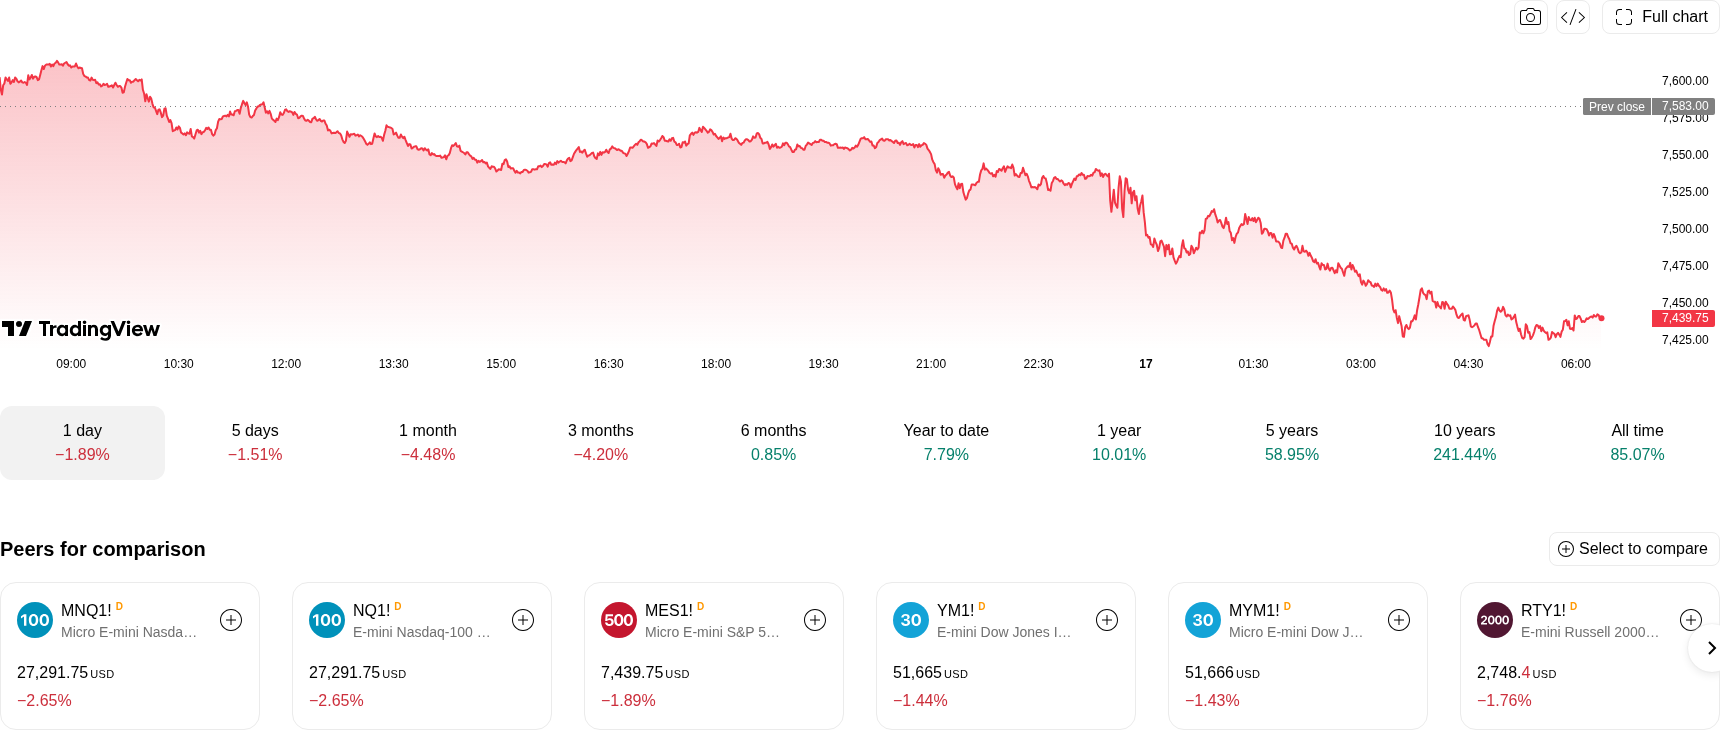 Full chart
7,600.00
Prev close 7,583.00
7,575.00
7,550.00
7,525.00
7,500.00
7,475.00
7,450.00
7,439.75
7,425.00
TradingView
09:00 10:30 12:00 13:30 15:00 16:30 18:00 19:30 21:00 22:30 17 01:30 03:00 04:30 06:00
1 day 5 days 1 month 3 months 6 months Year to date 1 year 5 years 10 years All time
−1.89% −1.51% −4.48% −4.20% 0.85% 7.79% 10.01% 58.95% 241.44% 85.07%
Peers for comparison
Select to compare
100 MNQ1! D
Micro E-mini Nasda…
27,291.75 USD
−2.65%
100 NQ1! D
E-mini Nasdaq-100 …
27,291.75 USD
−2.65%
500 MES1! D
Micro E-mini S&P 5…
7,439.75 USD
−1.89%
30 YM1! D
E-mini Dow Jones I…
51,665 USD
−1.44%
30 MYM1! D
Micro E-mini Dow J…
51,666 USD
−1.43%
2000 RTY1! D
E-mini Russell 2000…
2,748.4 USD
−1.76%